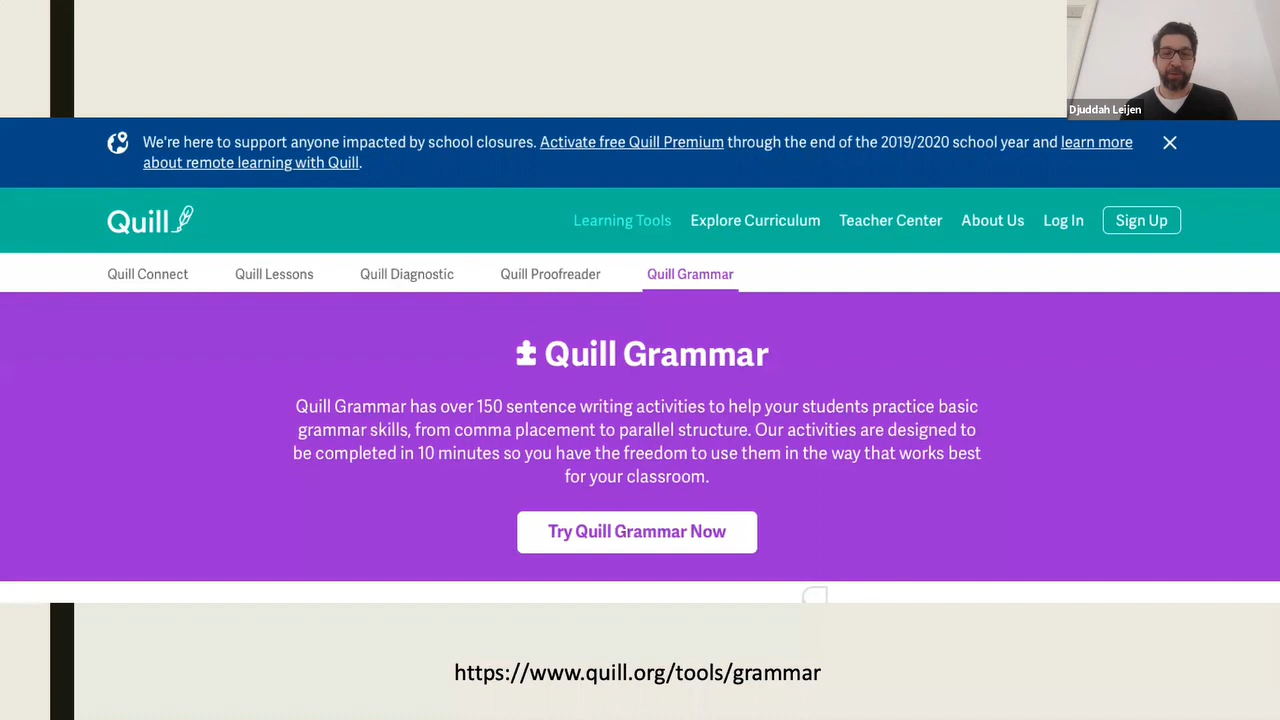 Djuddah Leijen
We're here to support anyone impacted by school closures. Activate free Quill Premium through the end of the 2019/2020 school year and learn more
about remote learning with Quill.
Quill
Learning Tools Explore Curriculum Teacher Center About Us Log In Sign Up
Quill Connect Quill Lessons Quill Diagnostic Quill Proofreader Quill Grammar
Quill Grammar
Quill Grammar has over 150 sentence writing activities to help your students practice basic
grammar skills, from comma placement to parallel structure. Our activities are designed to
be completed in 10 minutes so you have the freedom to use them in the way that works best
for your classroom.
Try Quill Grammar Now
https://www.quill.org/tools/grammar